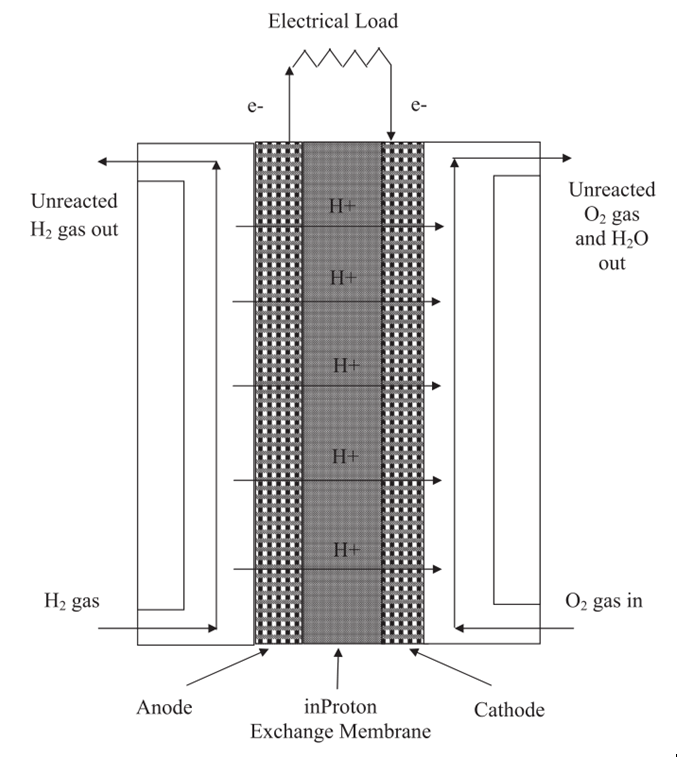 Electrical Load
e-
e-
Unreacted
H₂ gas out
Unreacted
O₂ gas
and H₂O
out
H+
H+
H+
H+
H+
H₂ gas
O₂ gas in
Anode
inProton
Exchange Membrane
Cathode